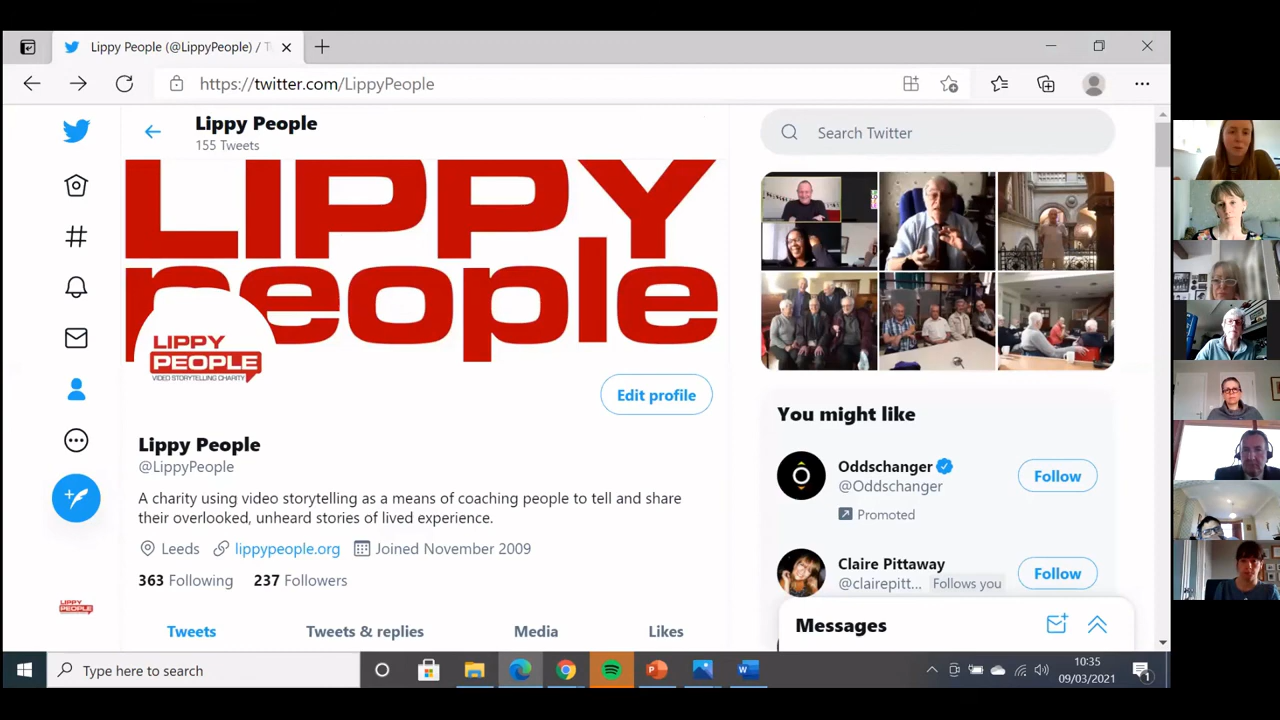 Lippy People (@LippyPeople) / T
https://twitter.com/LippyPeople
Lippy People
155 Tweets
Search Twitter
LIPPY
people
LIPPY
PEOPLE
VIDEO STORYTELLING CHARITY
Edit profile
Lippy People
@LippyPeople
A charity using video storytelling as a means of coaching people to tell and share
their overlooked, unheard stories of lived experience.
Leeds lippypeople.org Joined November 2009
363 Following 237 Followers
Tweets Tweets & replies Media Likes
You might like
Oddschanger
@Oddschanger
Follow
Promoted
Claire Pittaway
@clairepitt... Follows you
Follow
Messages
LIPPY
PEOPLE
Type here to search
10:35
09/03/2021
1